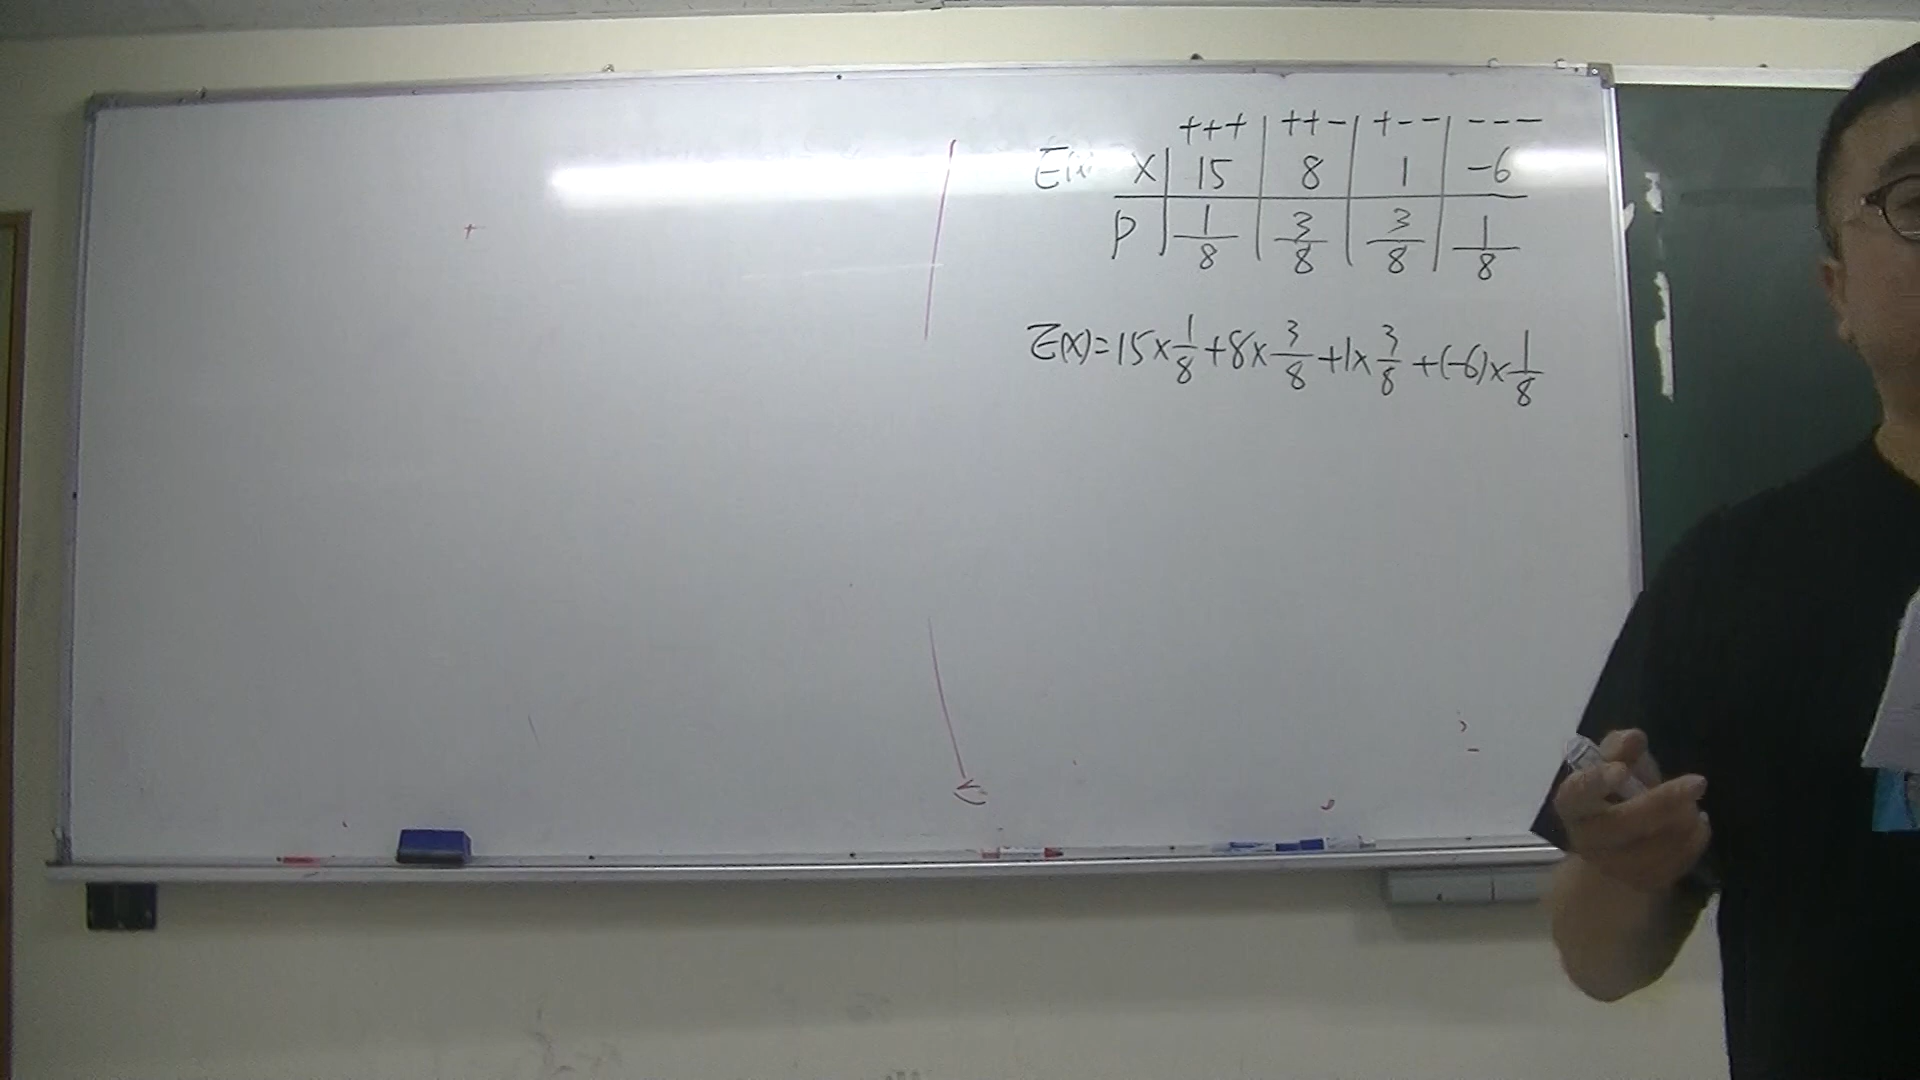 +++ | ++- | +-- | ---
E(x) X | 15 | 8 | 1 | -6
P | 1/8 | 3/8 | 3/8 | 1/8
E(X)=15×1/8+8×3/8+1×3/8+(-6)×1/8